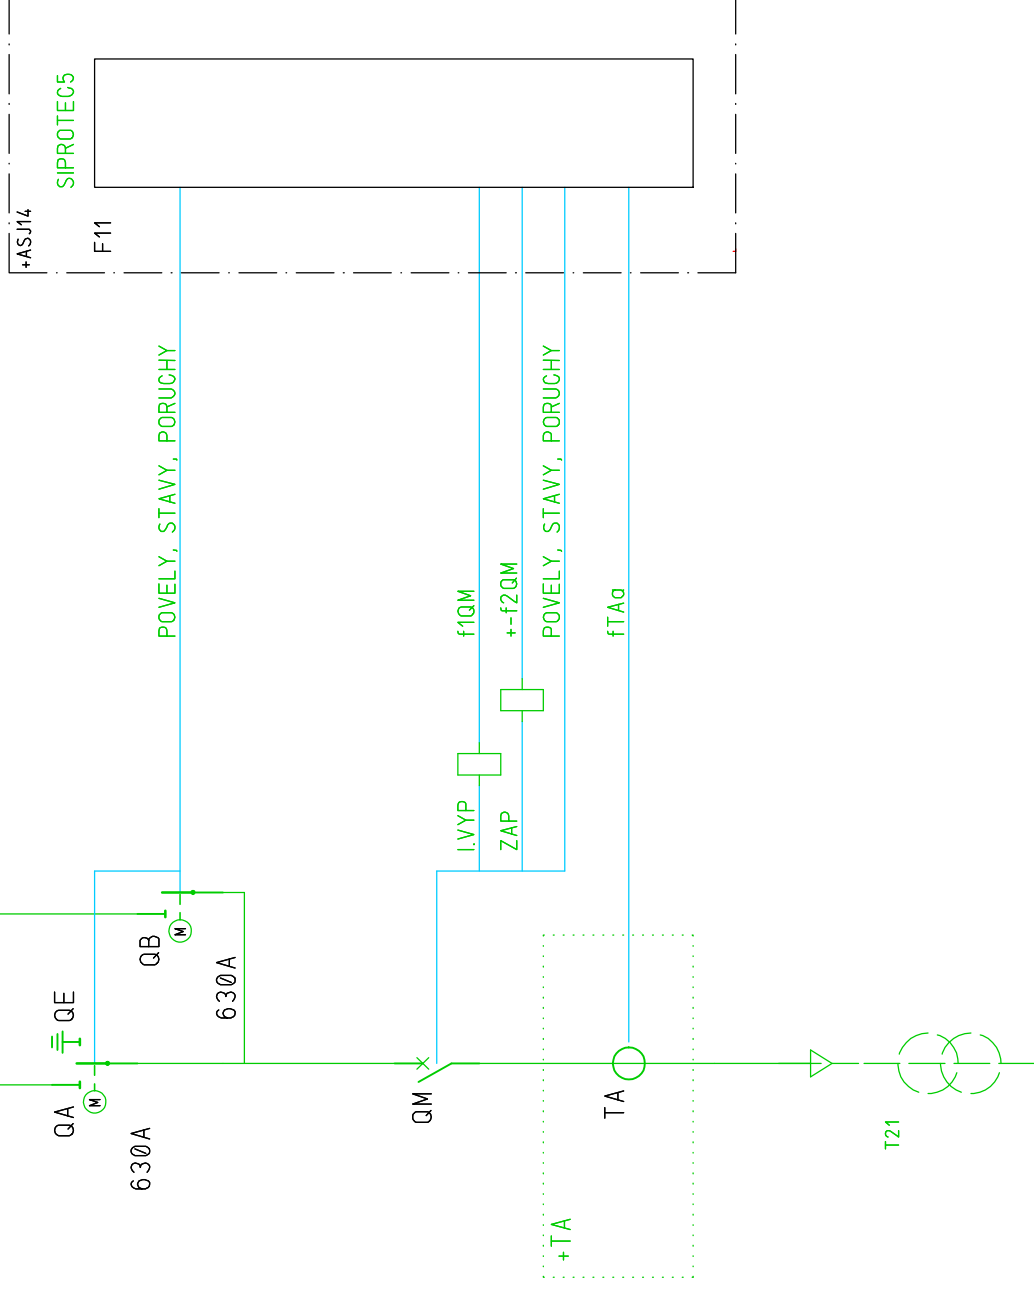 +ASJ14
SIPROTEC5
F11
POVELY, STAVY, PORUCHY
f1QM
+-f2QM
POVELY, STAVY, PORUCHY
fTAa
I.VYP
ZAP
QB
M
630A
QE
QA
M
630A
QM
TA
+TA
T21